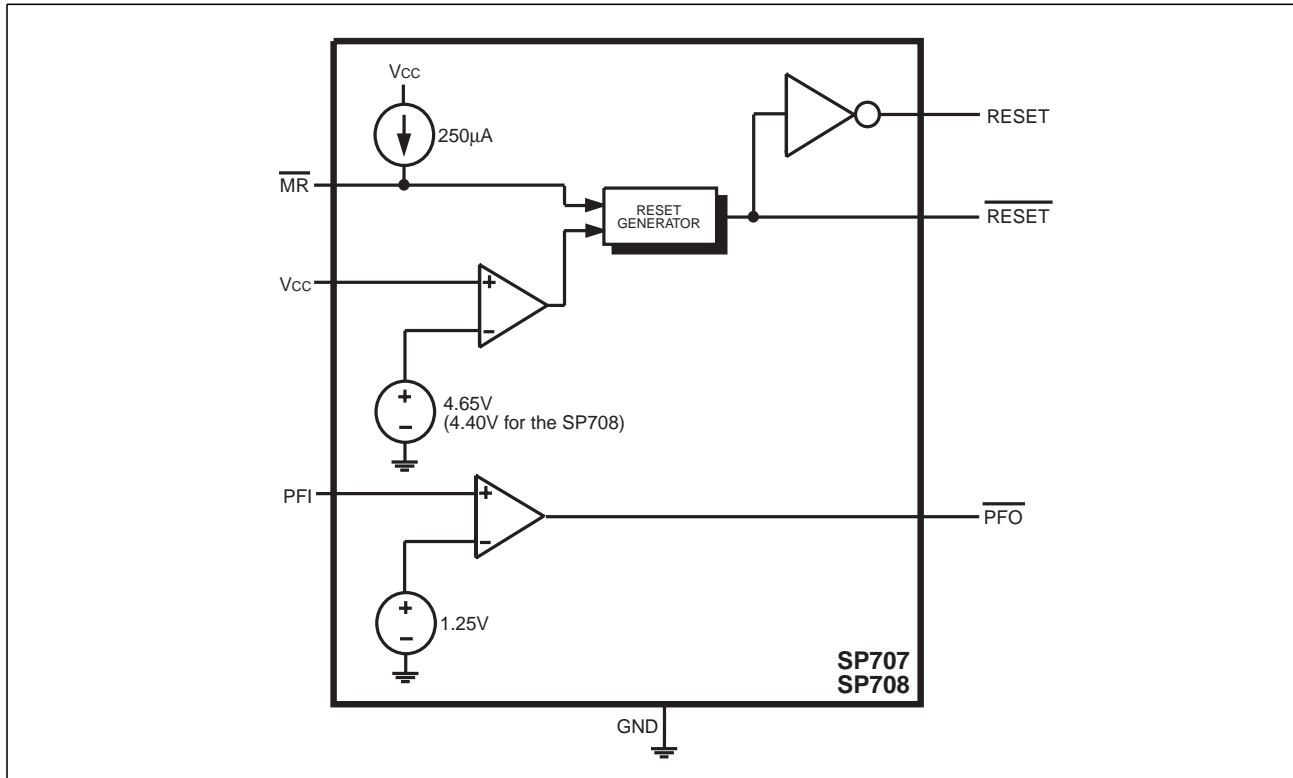 VCC
250µA
MR
RESET
RESET
GENERATOR
RESET
VCC
+
−
+
−
4.65V
(4.40V for the SP708)
PFI
+
−
PFO
+
−
1.25V
SP707
SP708
GND